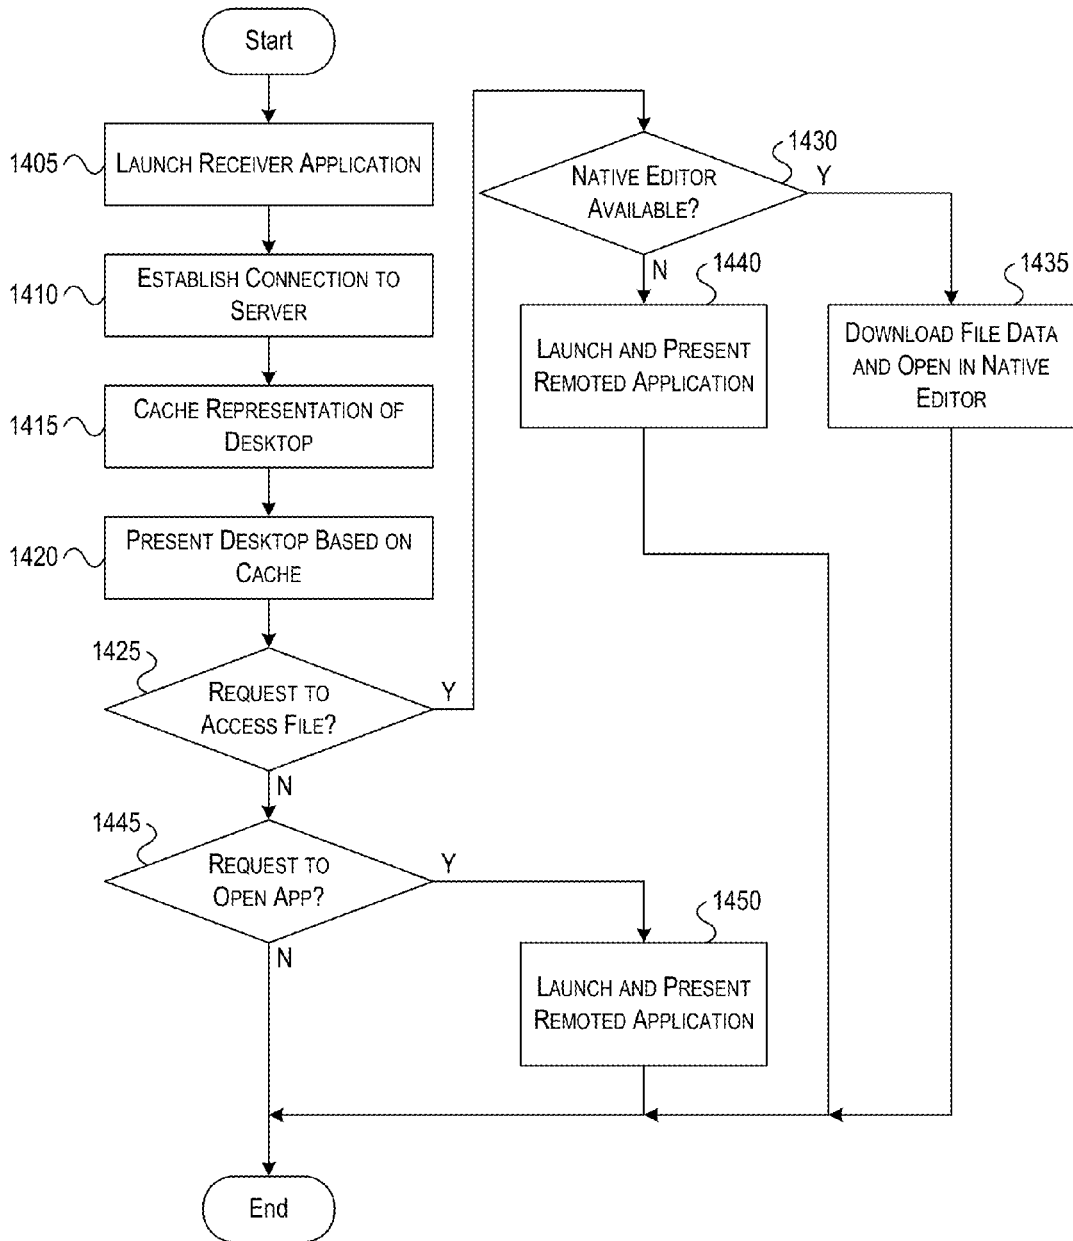 Start
1405
LAUNCH RECEIVER APPLICATION
1410
ESTABLISH CONNECTION TO
SERVER
1415
CACHE REPRESENTATION OF
DESKTOP
1420
PRESENT DESKTOP BASED ON
CACHE
1425
REQUEST TO
ACCESS FILE?
Y
N
1430
NATIVE EDITOR
AVAILABLE?
Y
N
1440
LAUNCH AND PRESENT
REMOTED APPLICATION
1435
DOWNLOAD FILE DATA
AND OPEN IN NATIVE
EDITOR
1445
REQUEST TO
OPEN APP?
Y
N
1450
LAUNCH AND PRESENT
REMOTED APPLICATION
End